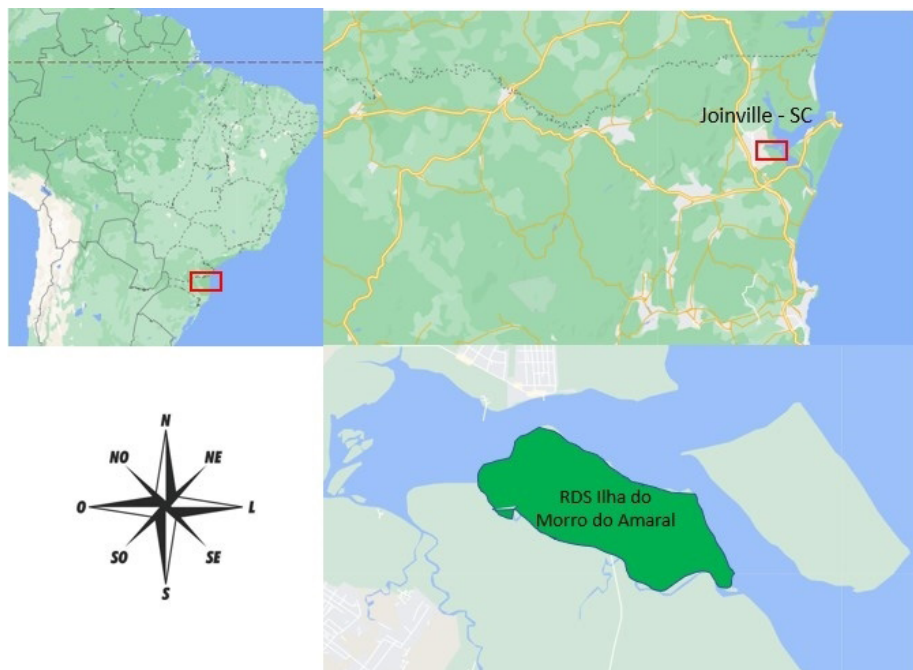 Joinville - SC
N
NO
NE
O
L
SO
SE
S
RDS Ilha do
Morro do Amaral